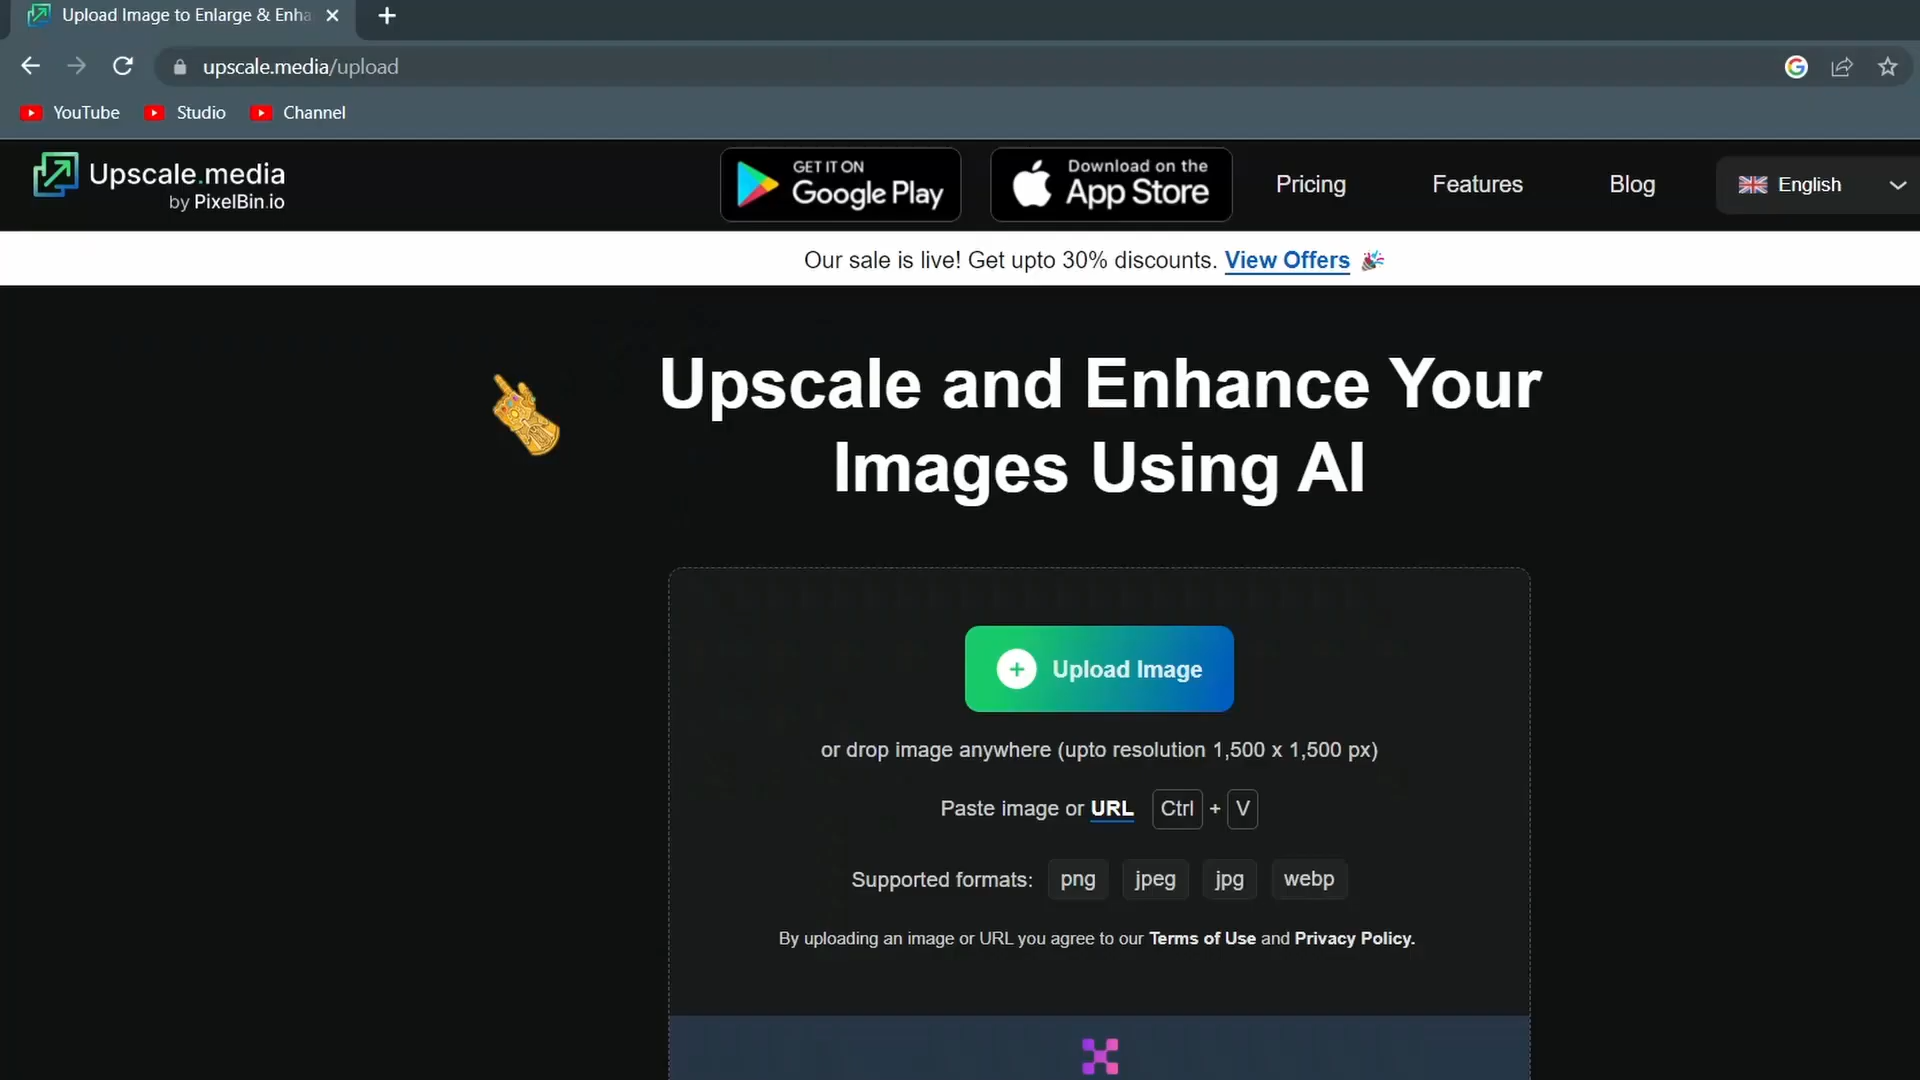 Upload Image to Enlarge & Enha
upscale.media/upload
YouTube Studio Channel
Upscale.media
by PixelBin.io
GET IT ON
Google Play
Download on the
App Store
Pricing
Features
Blog
English
Our sale is live! Get upto 30% discounts. View Offers
Upscale and Enhance Your
Images Using AI
+ Upload Image
or drop image anywhere (upto resolution 1,500 x 1,500 px)
Paste image or URL Ctrl + V
Supported formats: png jpeg jpg webp
By uploading an image or URL you agree to our Terms of Use and Privacy Policy.